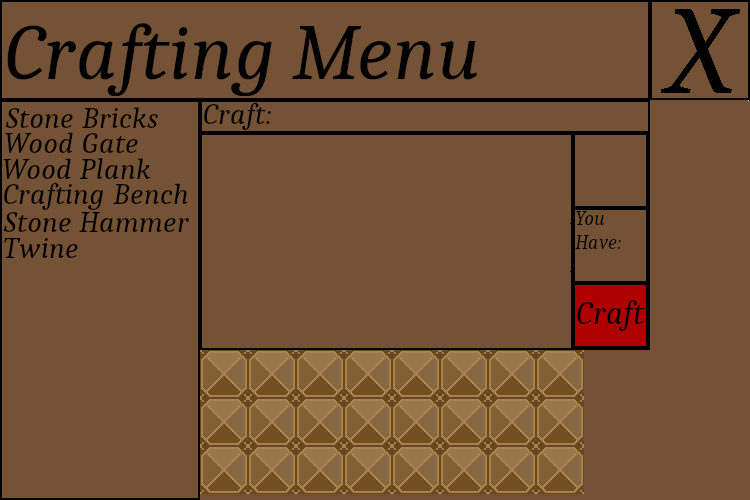 Crafting Menu X
Stone Bricks
Wood Gate
Wood Plank
Crafting Bench
Stone Hammer
Twine
Craft:
You
Have:
Craft